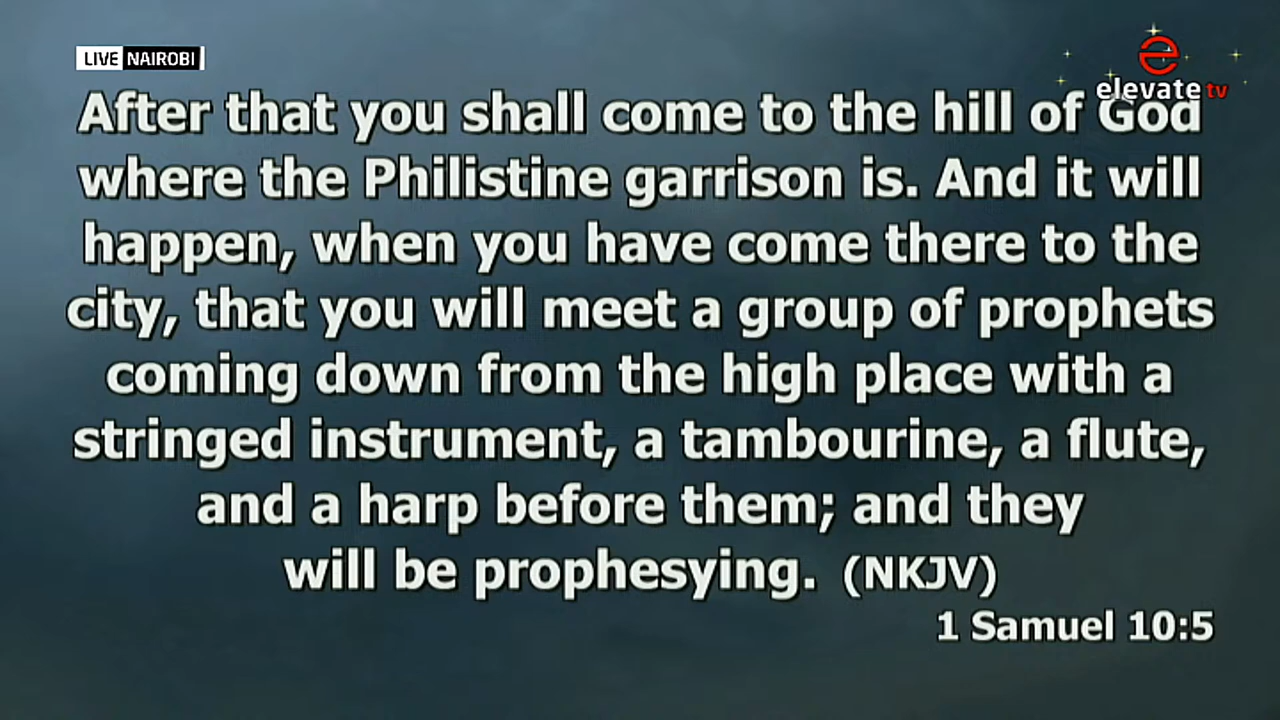 LIVE NAIROBI
elevate tv
After that you shall come to the hill of God
where the Philistine garrison is. And it will
happen, when you have come there to the
city, that you will meet a group of prophets
coming down from the high place with a
stringed instrument, a tambourine, a flute,
and a harp before them; and they
will be prophesying. (NKJV)
1 Samuel 10:5